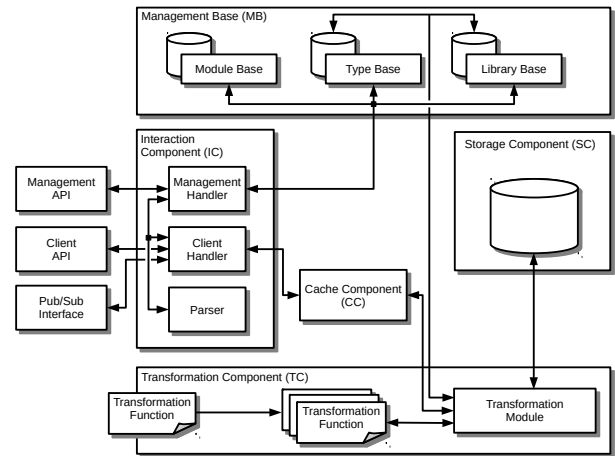 Management Base (MB)
Module Base
Type Base
Library Base
Interaction
Component (IC)
Storage Component (SC)
Management
API
Management
Handler
Client
API
Client
Handler
Pub/Sub
Interface
Parser
Cache Component
(CC)
Transformation Component (TC)
Transformation
Function
Transformation
Function
Transformation
Module